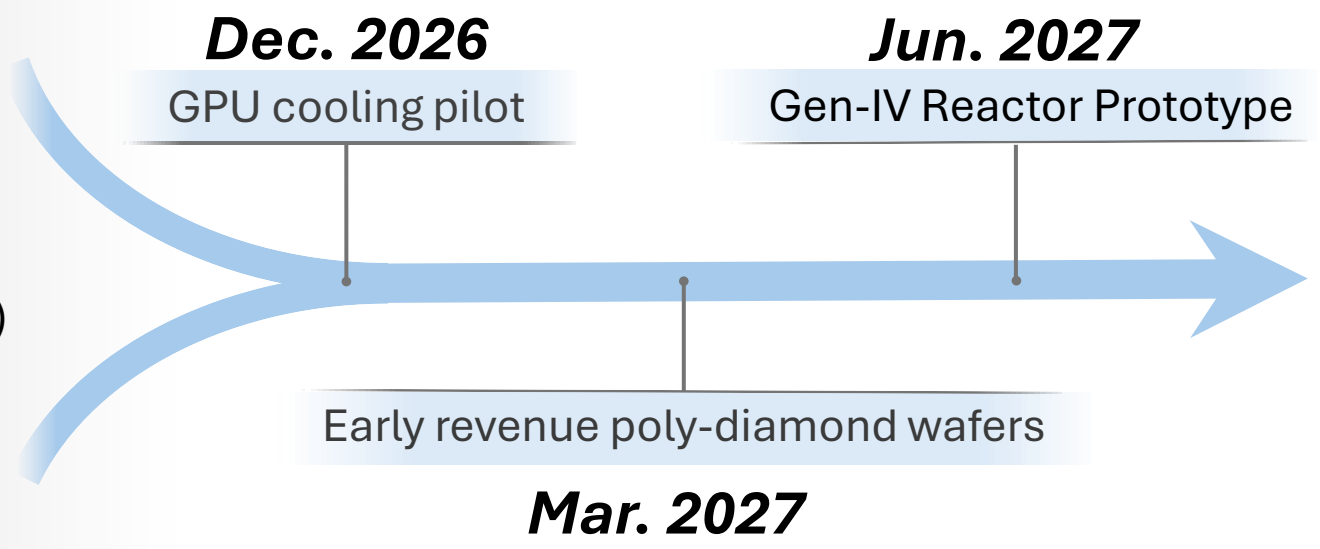 Dec. 2026
GPU cooling pilot
Jun. 2027
Gen-IV Reactor Prototype
)
Early revenue poly-diamond wafers
Mar. 2027